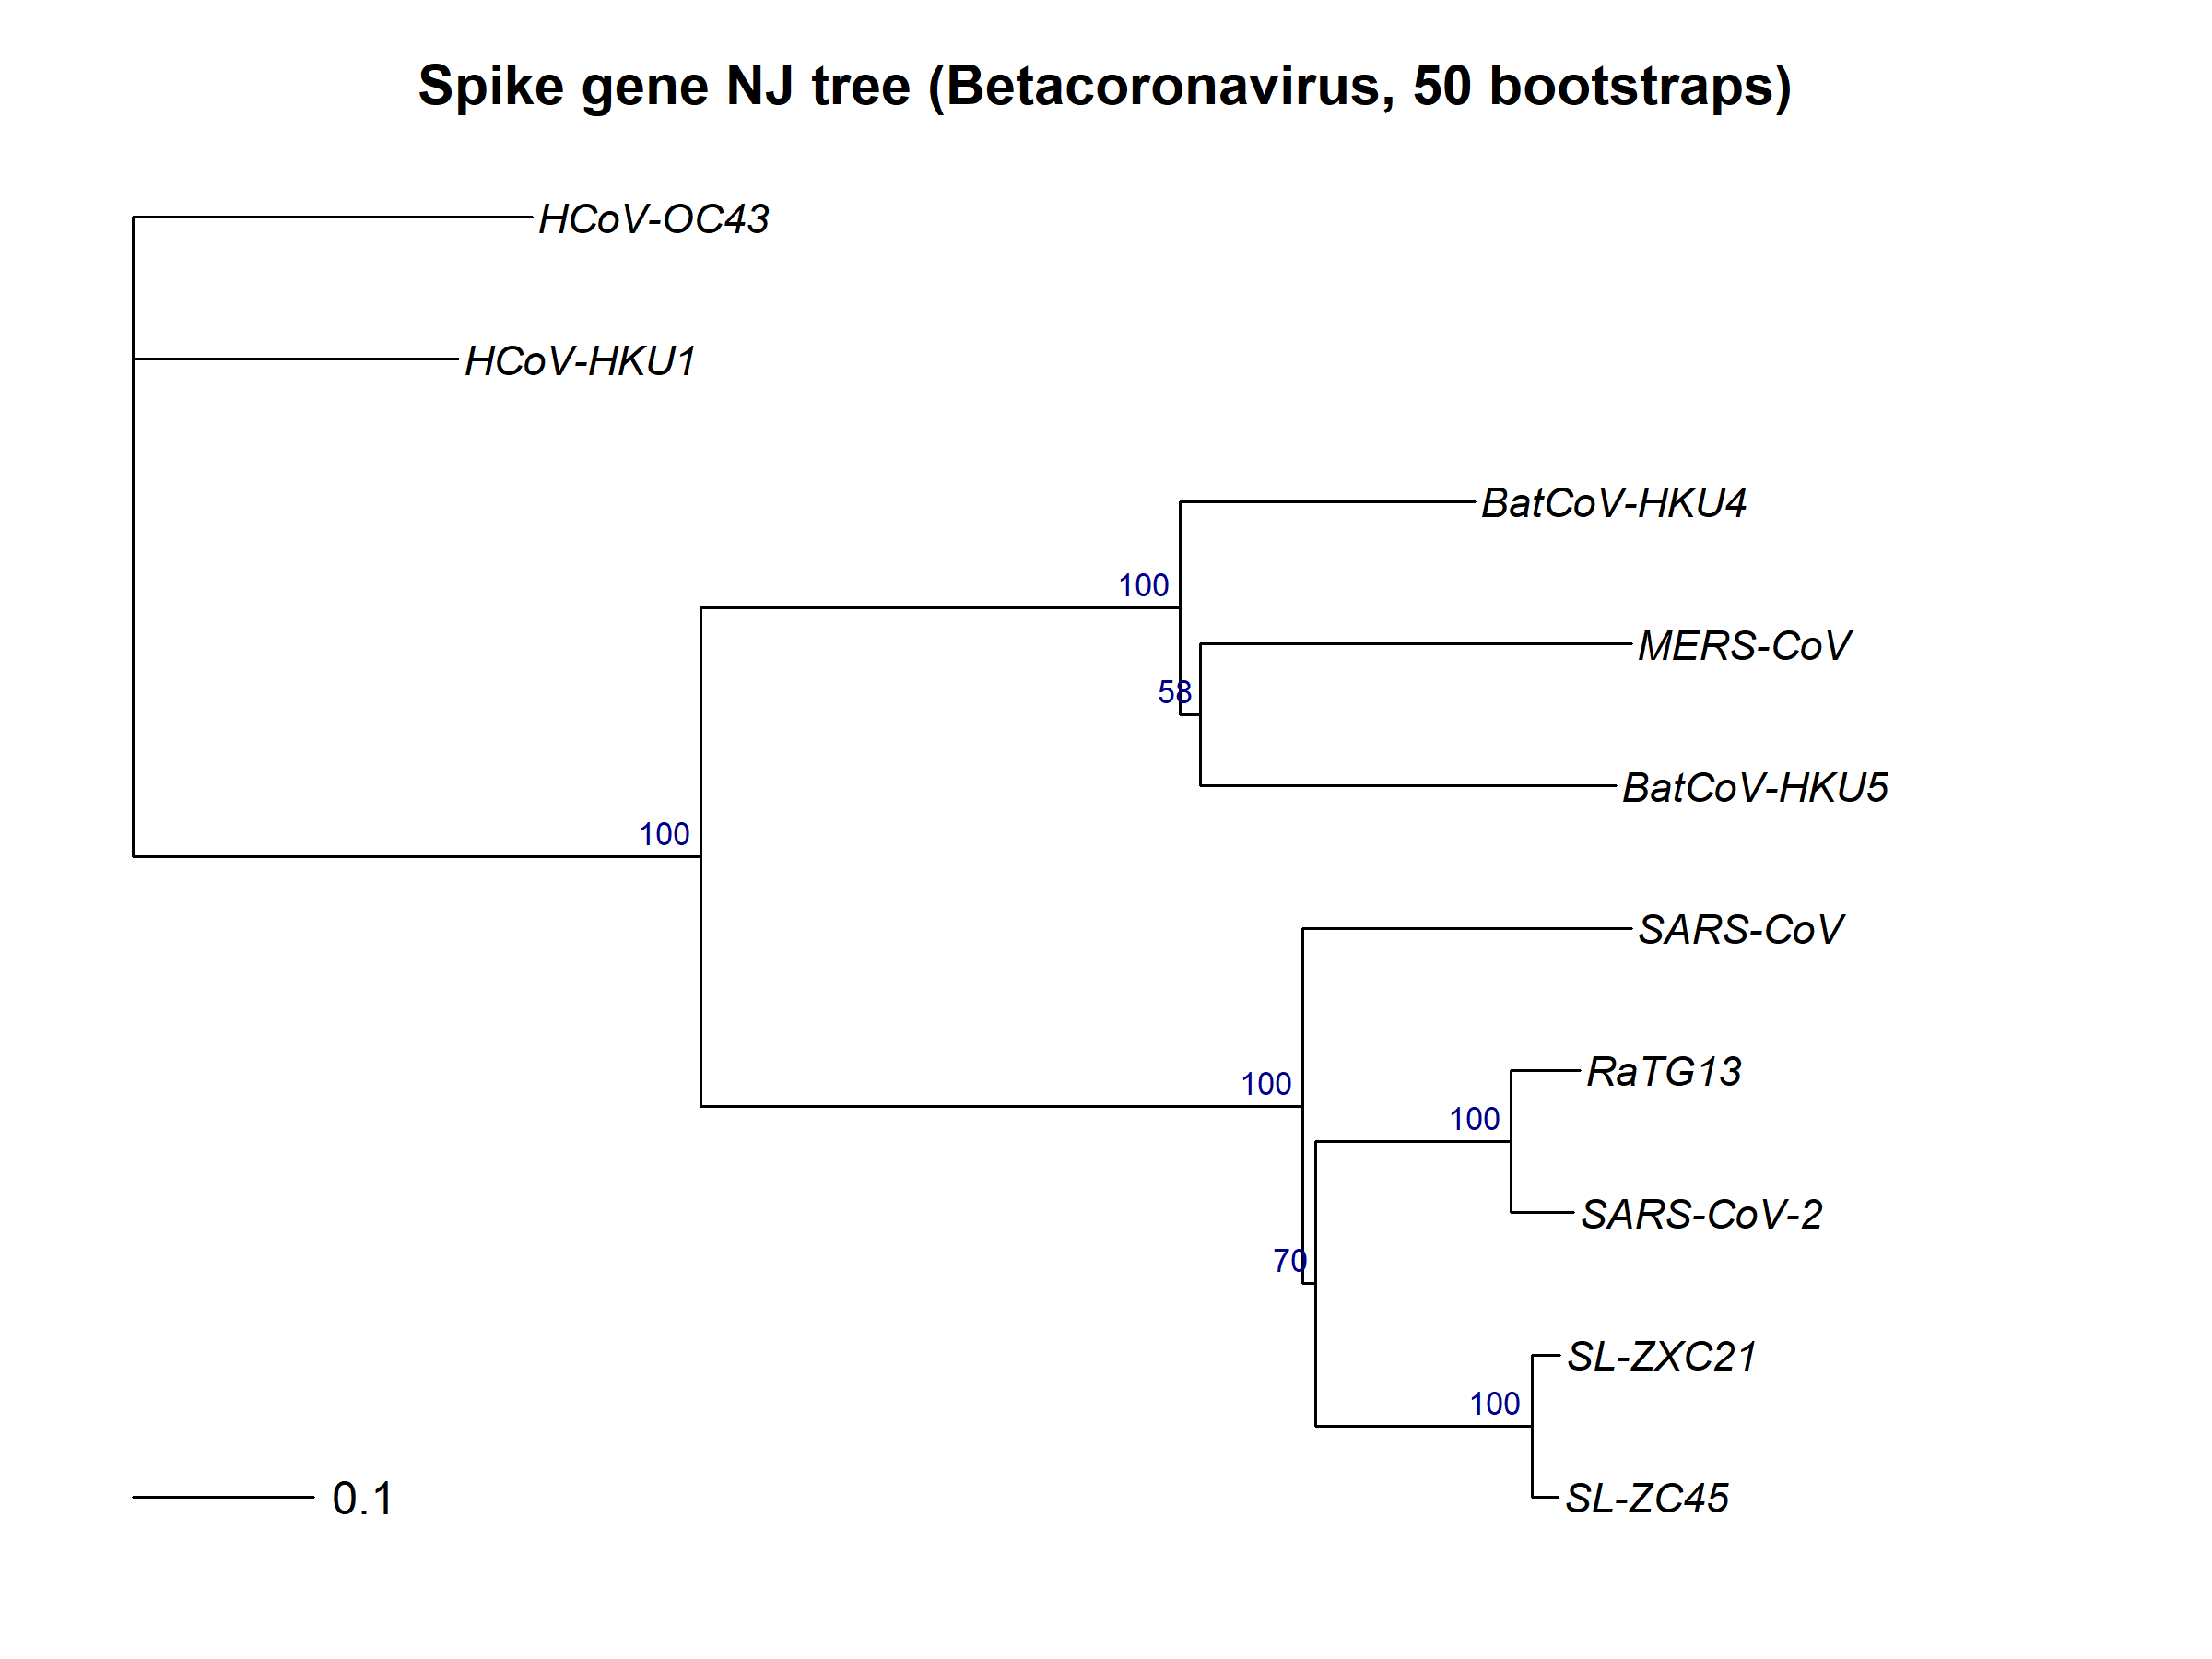 Spike gene NJ tree (Betacoronavirus, 50 bootstraps)
HCoV-OC43
HCoV-HKU1
BatCoV-HKU4
100
MERS-CoV
58
BatCoV-HKU5
100
SARS-CoV
RaTG13
100
100
SARS-CoV-2
70
SL-ZXC21
100
SL-ZC45
0.1